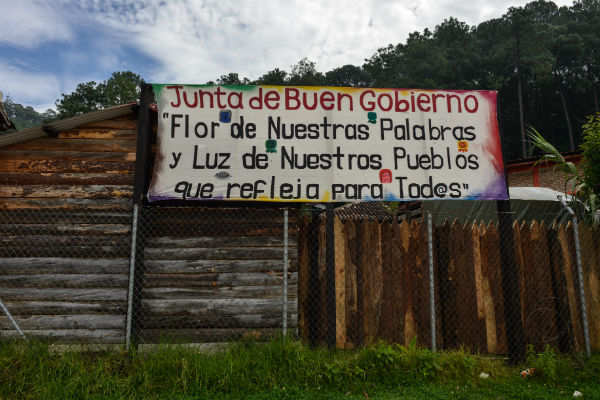 Junta de Buen Gobierno
"Flor de Nuestras Palabras
y Luz de Nuestros Pueblos
que refleja para Tod@s"